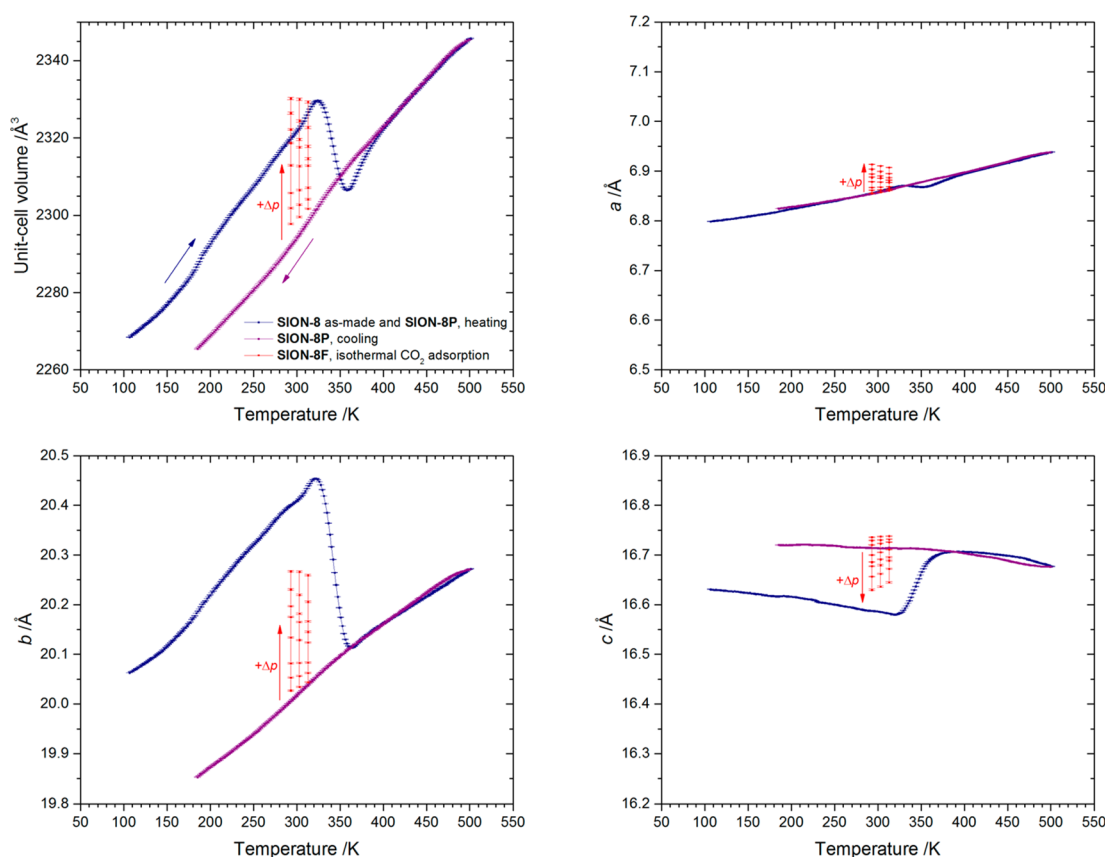 2340
2320
2300
2280
2260
Unit-cell volume /Å³
+Δp
SION-8 as-made and SION-8P, heating
SION-8P, cooling
SION-8F, isothermal CO₂ adsorption
50 100 150 200 250 300 350 400 450 500 550
Temperature /K
7.2
7.1
7.0
6.9
6.8
6.7
6.6
6.5
a /Å
+Δp
50 100 150 200 250 300 350 400 450 500 550
Temperature /K
20.5
20.4
20.3
20.2
20.1
20.0
19.9
19.8
b /Å
+Δp
50 100 150 200 250 300 350 400 450 500 550
Temperature /K
16.9
16.8
16.7
16.6
16.5
16.4
16.3
16.2
c /Å
+Δp
50 100 150 200 250 300 350 400 450 500 550
Temperature /K